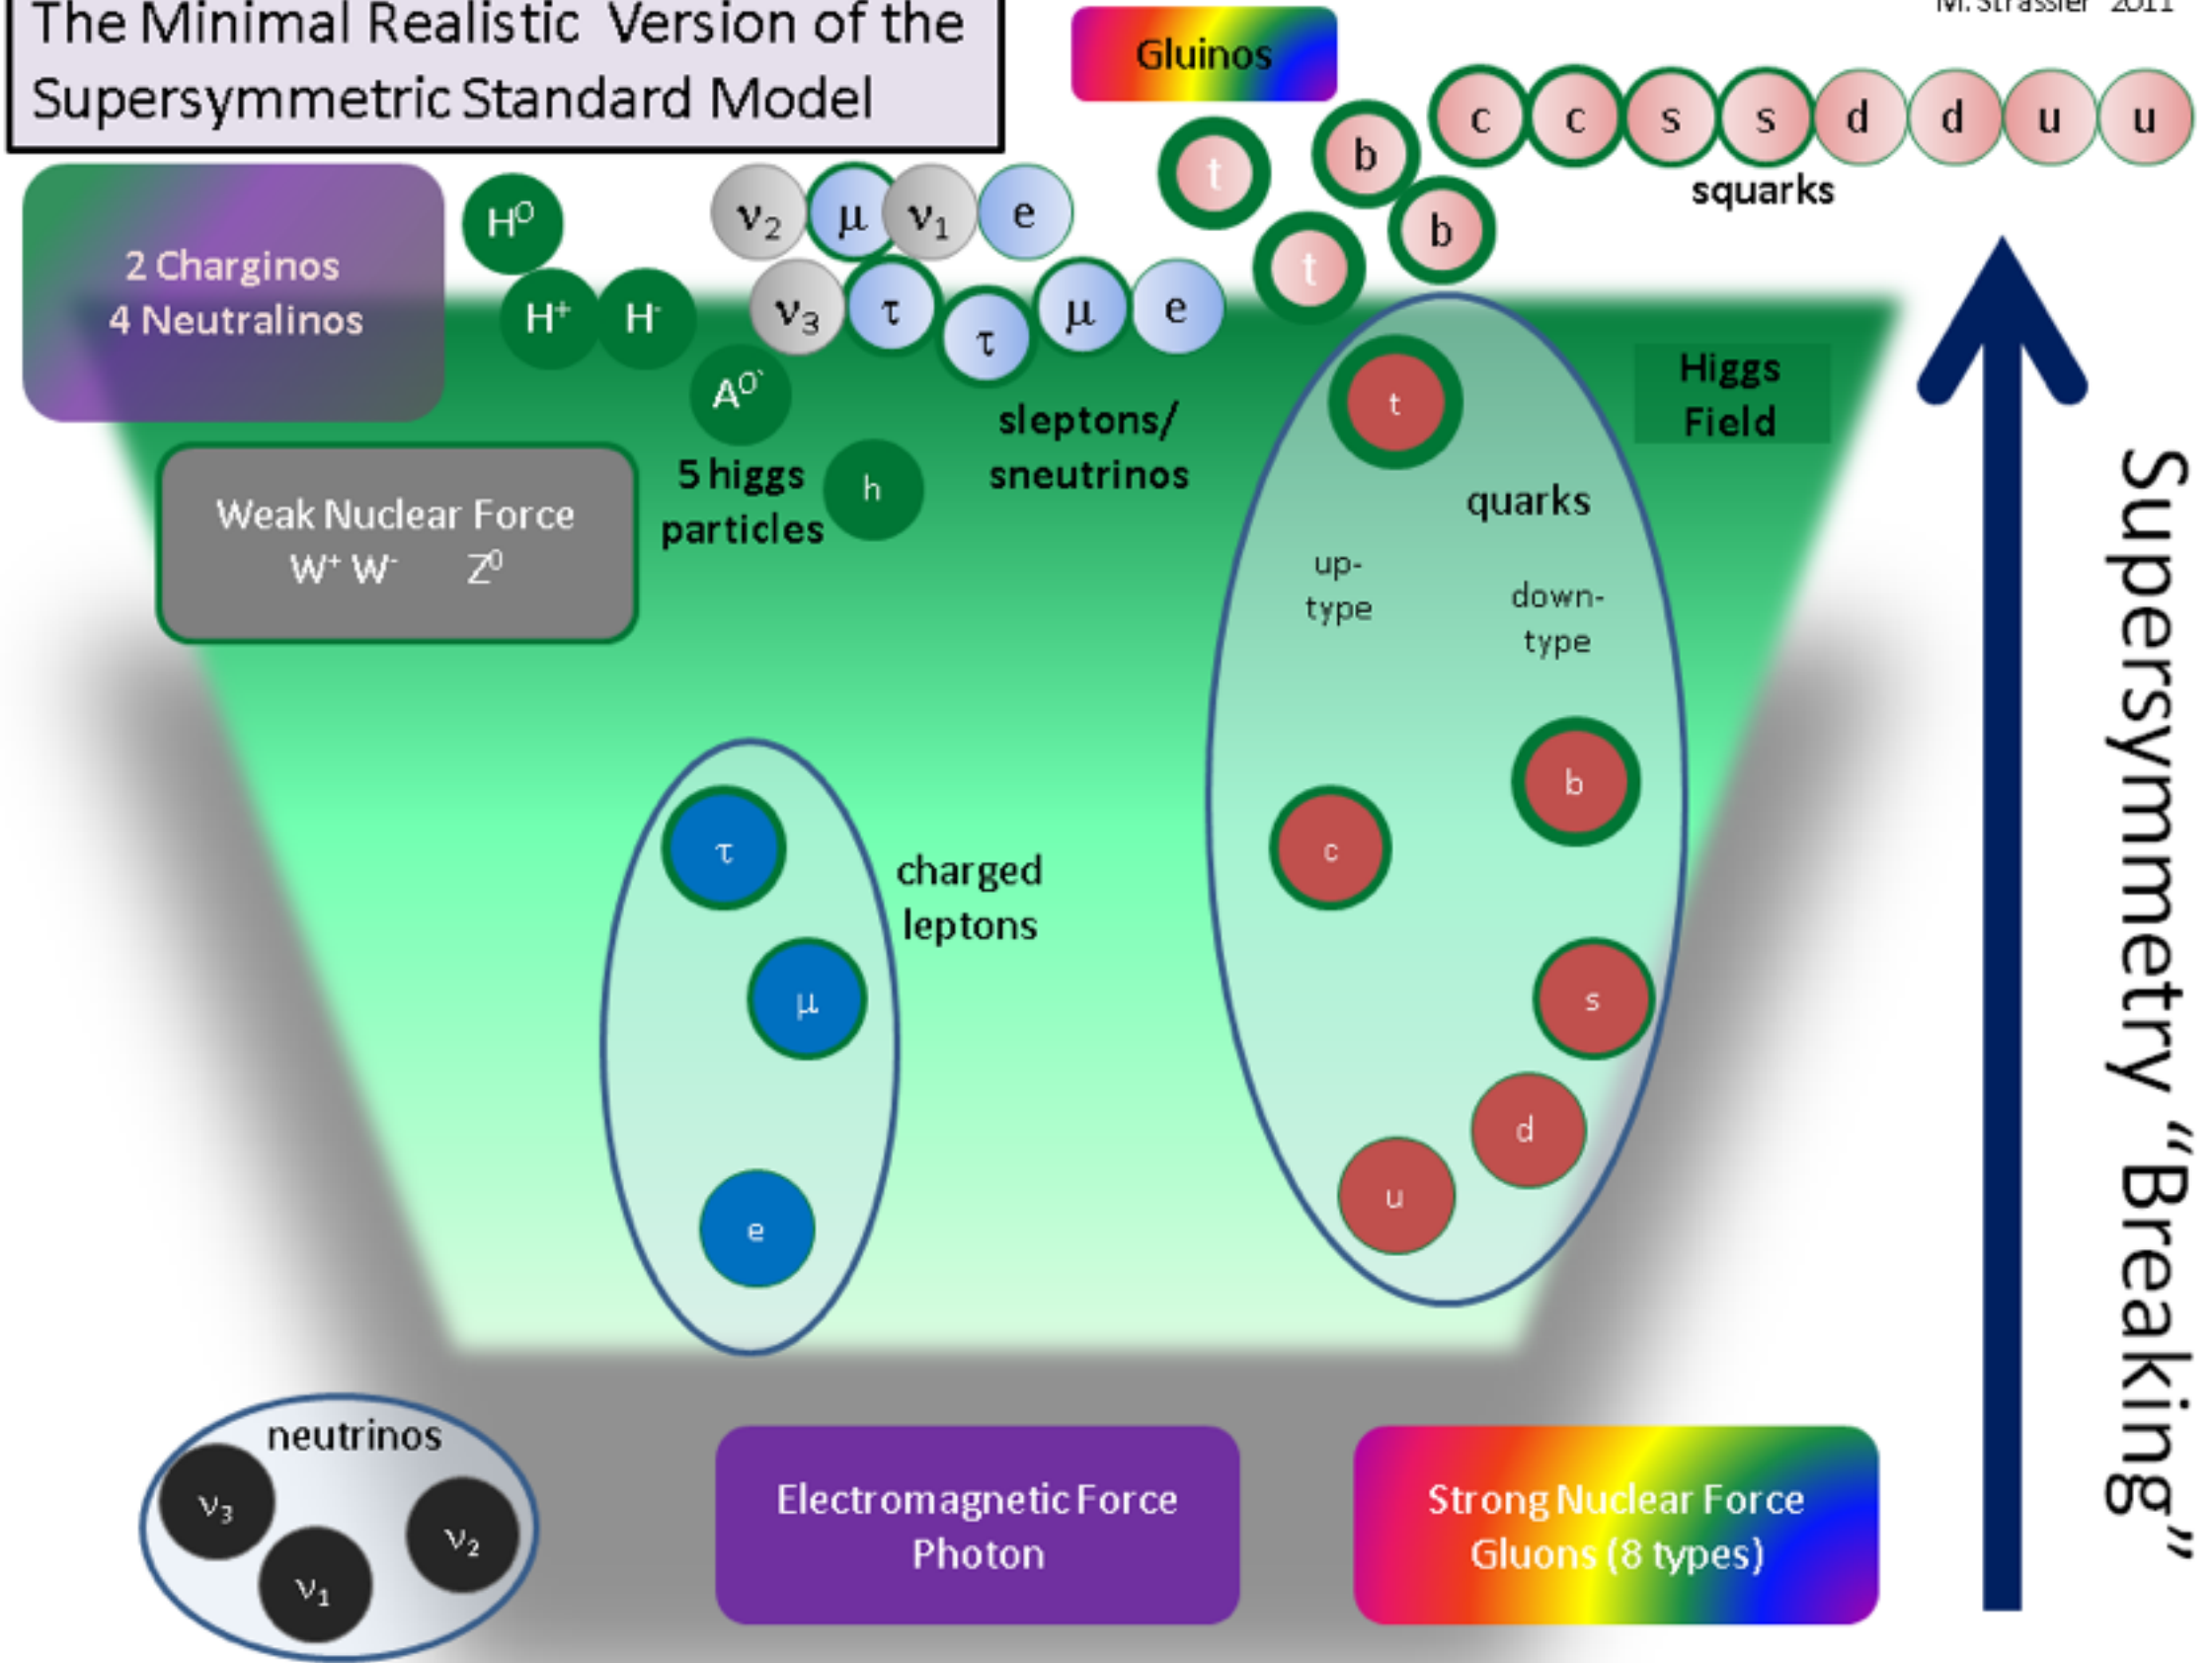 The Minimal Realistic Version of the
Supersymmetric Standard Model
M. Strassler 2011
Gluinos
c c s s d d u u
squarks
t
b
b
t
2 Charginos
4 Neutralinos
H⁰
H⁺ H⁻
A⁰`
h
5 higgs
particles
ν₂ μ ν₁ e
ν₃ τ τ μ e
sleptons/
sneutrinos
Higgs
Field
Weak Nuclear Force
W⁺ W⁻ Z⁰
t
quarks
up-
type
down-
type
b
c
s
d
u
τ
μ
e
charged
leptons
neutrinos
ν₃
ν₁
ν₂
Electromagnetic Force
Photon
Strong Nuclear Force
Gluons (8 types)
Supersymmetry “Breaking”